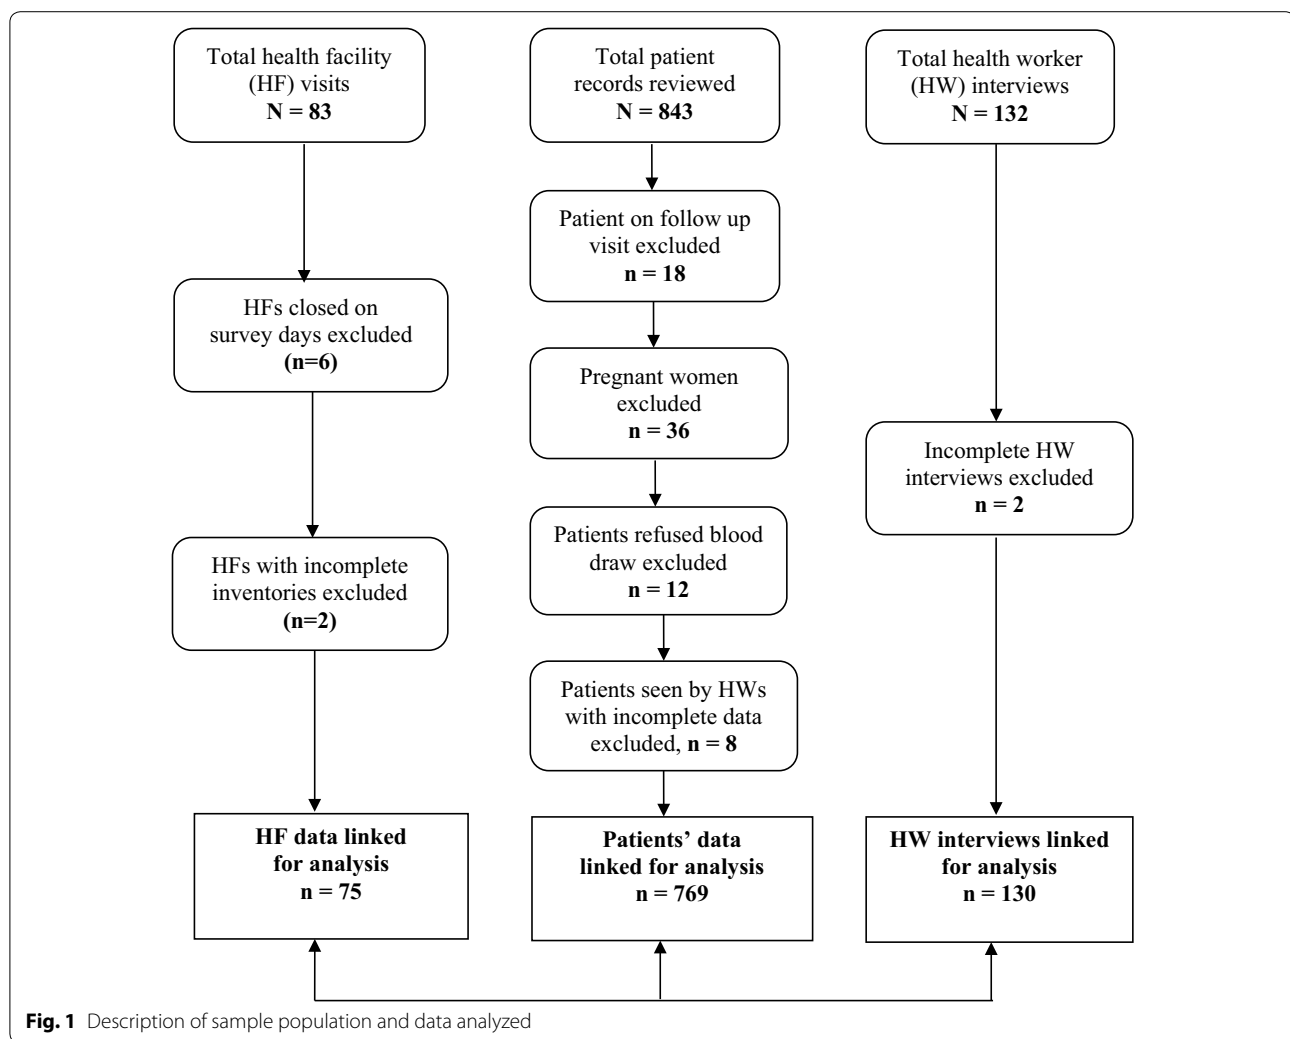 Total health facility
(HF) visits
N = 83
HFs closed on
survey days excluded
(n=6)
HFs with incomplete
inventories excluded
(n=2)
HF data linked
for analysis
n = 75
Total patient
records reviewed
N = 843
Patient on follow up
visit excluded
n = 18
Pregnant women
excluded
n = 36
Patients refused blood
draw excluded
n = 12
Patients seen by HWs
with incomplete data
excluded, n = 8
Patients’ data
linked for analysis
n = 769
Total health worker
(HW) interviews
N = 132
Incomplete HW
interviews excluded
n = 2
HW interviews linked
for analysis
n = 130
Fig. 1 Description of sample population and data analyzed